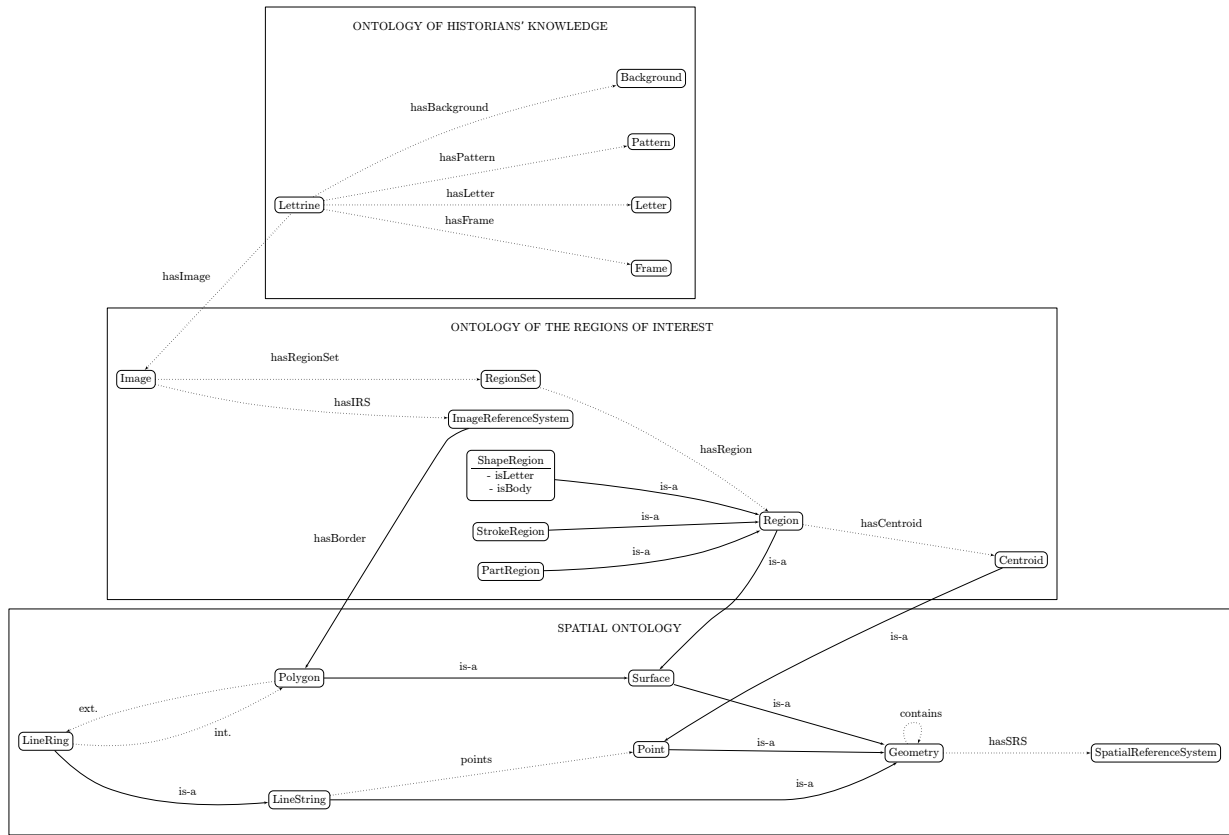 ONTOLOGY OF HISTORIANS' KNOWLEDGE
Background
hasBackground
Pattern
hasPattern
hasLetter
Lettrine
Letter
hasFrame
Frame
hasImage
ONTOLOGY OF THE REGIONS OF INTEREST
hasRegionSet
Image
RegionSet
hasIRS
ImageReferenceSystem
hasRegion
ShapeRegion
- isLetter
- isBody
is-a
is-a
Region
hasCentroid
StrokeRegion
hasBorder
is-a
is-a
Centroid
PartRegion
SPATIAL ONTOLOGY
is-a
is-a
Polygon
Surface
is-a
ext.
contains
int.
LineRing
is-a
hasSRS
Point
Geometry
SpatialReferenceSystem
points
is-a
is-a
LineString